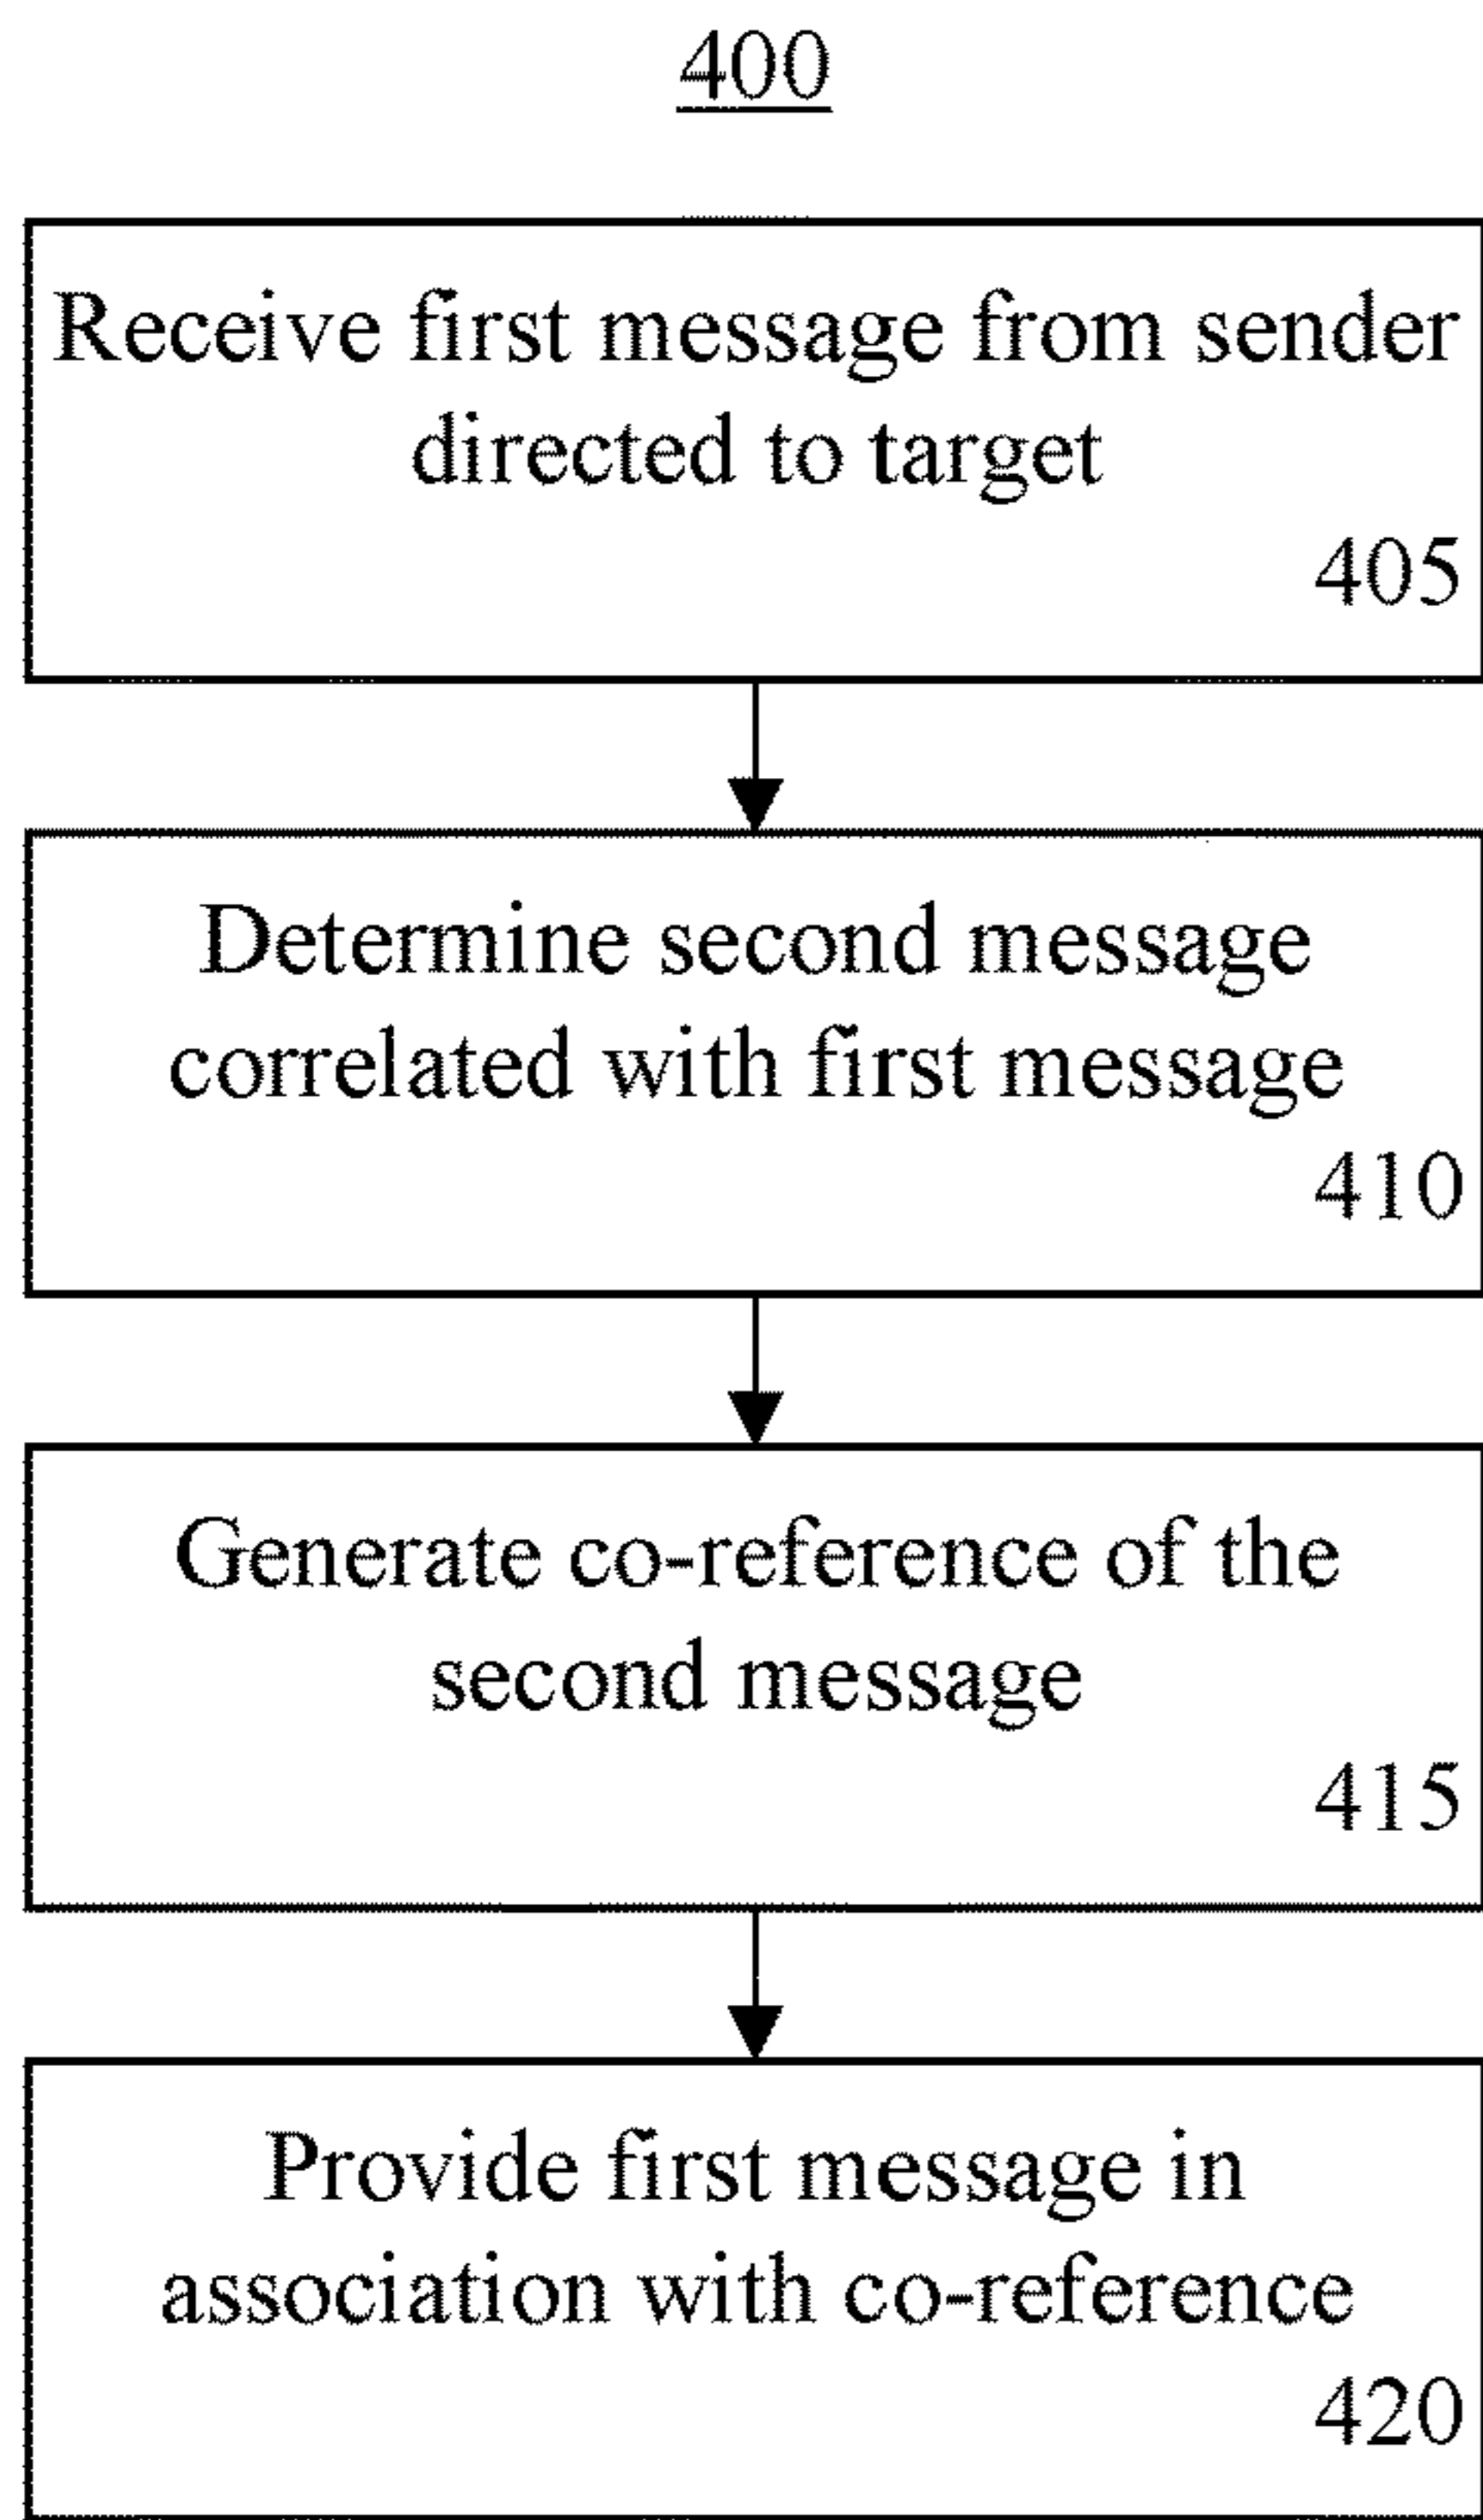 400
Receive first message from sender
directed to target
405
Determine second message
correlated with first message
410
Generate co-reference of the
second message
415
Provide first message in
association with co-reference
420